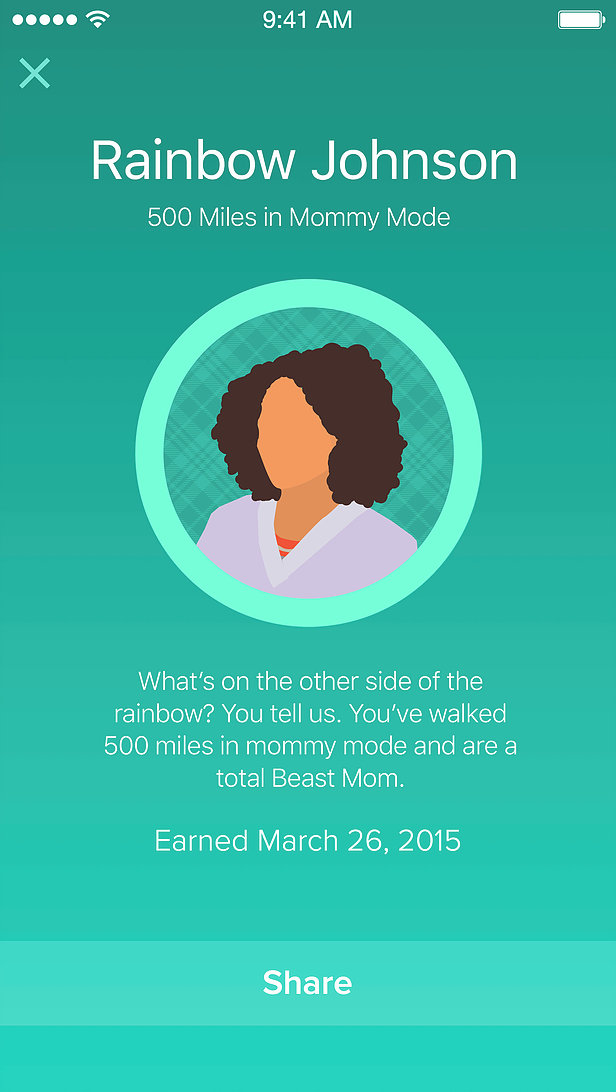 9:41 AM
Rainbow Johnson
500 Miles in Mommy Mode
What’s on the other side of the
rainbow? You tell us. You’ve walked
500 miles in mommy mode and are a
total Beast Mom.
Earned March 26, 2015
Share